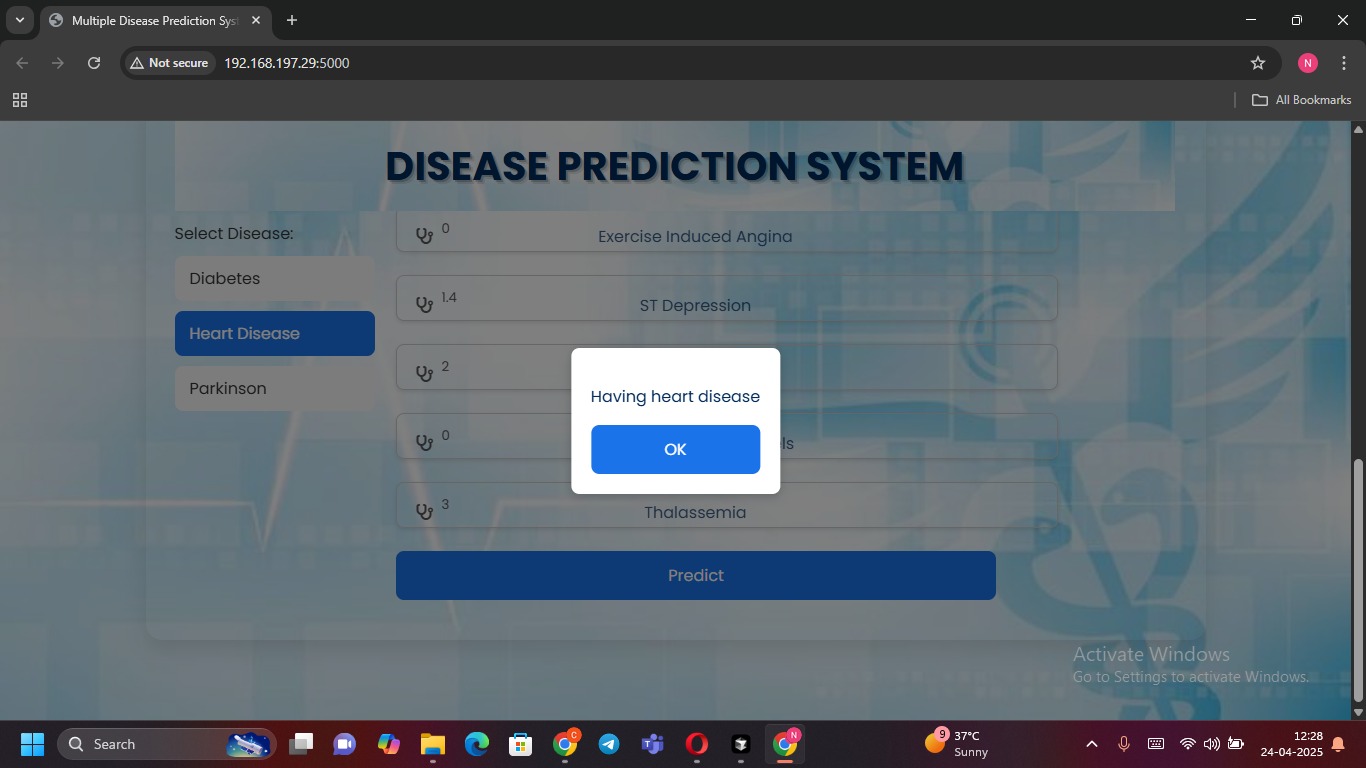 Multiple Disease Prediction Sys
Not secure
192.168.197.29:5000
N
All Bookmarks
DISEASE PREDICTION SYSTEM
Select Disease:
Diabetes
Heart Disease
Parkinson
0
Exercise Induced Angina
1.4
ST Depression
2
0
ls
3
Thalassemia
Having heart disease
OK
Predict
Activate Windows
Go to Settings to activate Windows.
Search
C
N
9
37°C
Sunny
12:28
24-04-2025